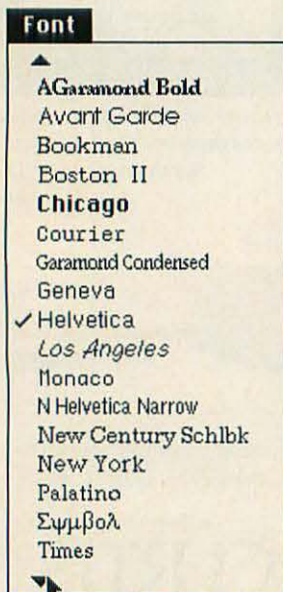 Font
AGaramond Bold
Avant Garde
Bookman
Boston II
Chicago
Courier
Garamond Condensed
Geneva
✓ Helvetica
Los Angeles
Monaco
N Helvetica Narrow
New Century Schlbk
New York
Palatino
Σψμβολ
Times